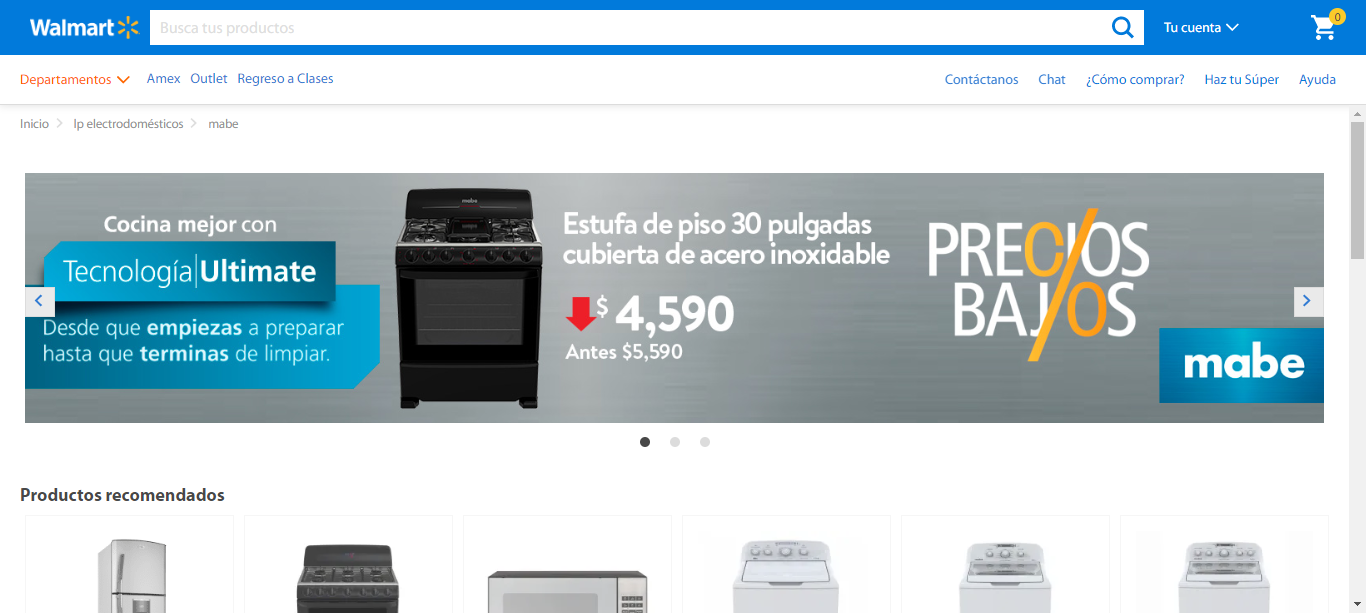 Walmart
Busca tus productos
Tu cuenta
0
Departamentos
Amex
Outlet
Regreso a Clases
Contáctanos
Chat
¿Cómo comprar?
Haz tu Súper
Ayuda
Inicio
lp electrodomésticos
mabe
Cocina mejor con
Tecnología|Ultimate
Desde que empiezas a preparar
hasta que terminas de limpiar.
mabe
Estufa de piso 30 pulgadas
cubierta de acero inoxidable
$4,590
Antes $5,590
PRECIOS
BAJOS
mabe
Productos recomendados